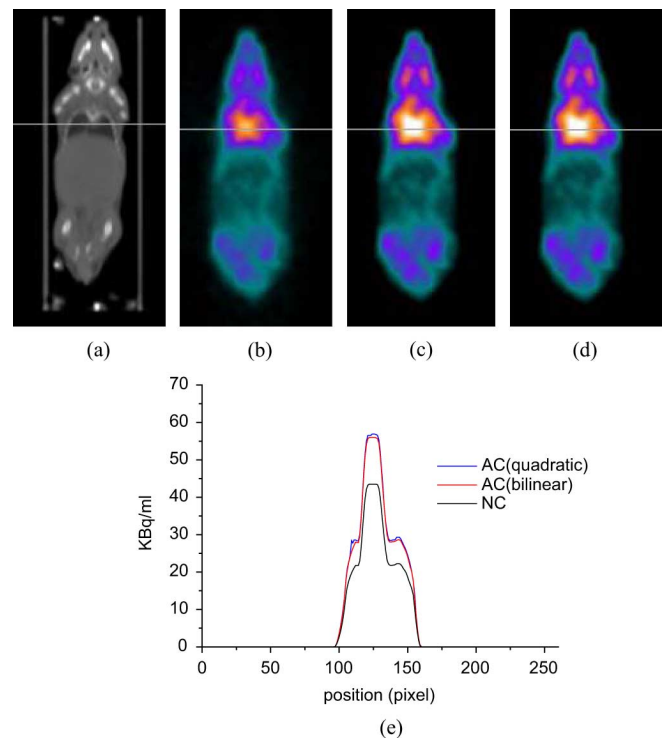 (a) (b) (c) (d)
70
60
50
40
30
20
10
0
KBq/ml
AC(quadratic)
AC(bilinear)
NC
0 50 100 150 200 250
position (pixel)
(e)